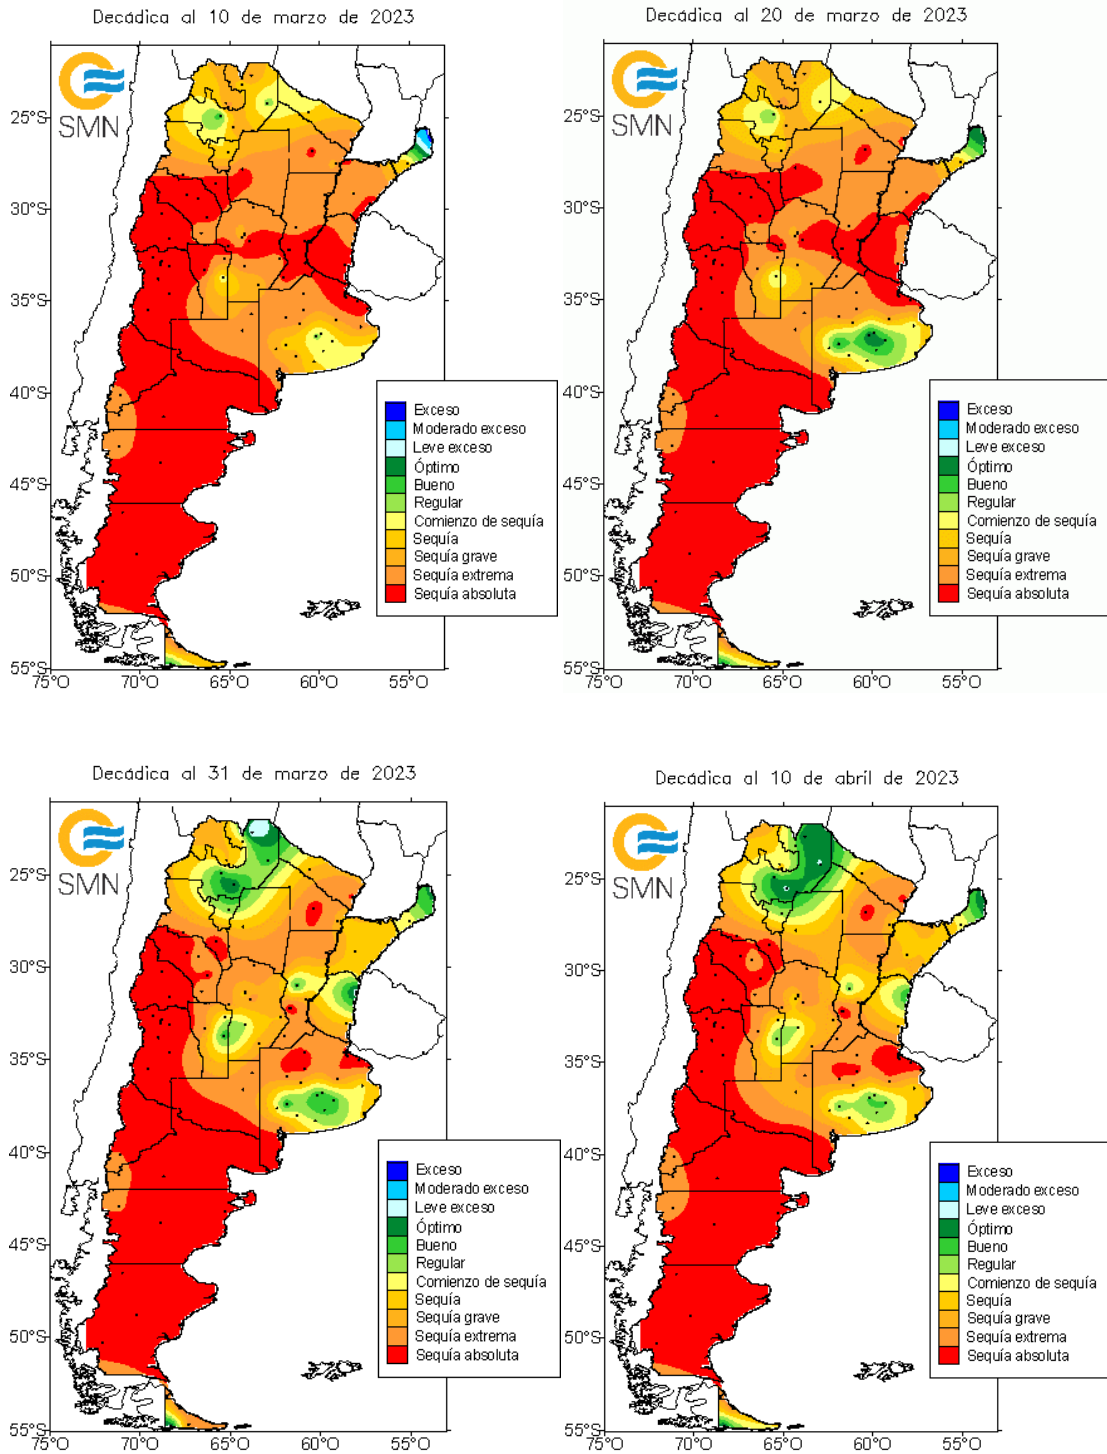 Decádica al 10 de marzo de 2023
SMN
25°S
30°S
35°S
40°S
45°S
50°S
55°S
75°O 70°O 65°O 60°O 55°O
Exceso
Moderado exceso
Leve exceso
Óptimo
Bueno
Regular
Comienzo de sequía
Sequía
Sequía grave
Sequía extrema
Sequía absoluta
Decádica al 20 de marzo de 2023
SMN
25°S
30°S
35°S
40°S
45°S
50°S
55°S
75°O 70°O 65°O 60°O 55°O
Exceso
Moderado exceso
Leve exceso
Óptimo
Bueno
Regular
Comienzo de sequía
Sequía
Sequía grave
Sequía extrema
Sequía absoluta
Decádica al 31 de marzo de 2023
SMN
25°S
30°S
35°S
40°S
45°S
50°S
55°S
75°O 70°O 65°O 60°O 55°O
Exceso
Moderado exceso
Leve exceso
Óptimo
Bueno
Regular
Comienzo de sequía
Sequía
Sequía grave
Sequía extrema
Sequía absoluta
Decádica al 10 de abril de 2023
SMN
25°S
30°S
35°S
40°S
45°S
50°S
55°S
75°O 70°O 65°O 60°O 55°O
Exceso
Moderado exceso
Leve exceso
Óptimo
Bueno
Regular
Comienzo de sequía
Sequía
Sequía grave
Sequía extrema
Sequía absoluta